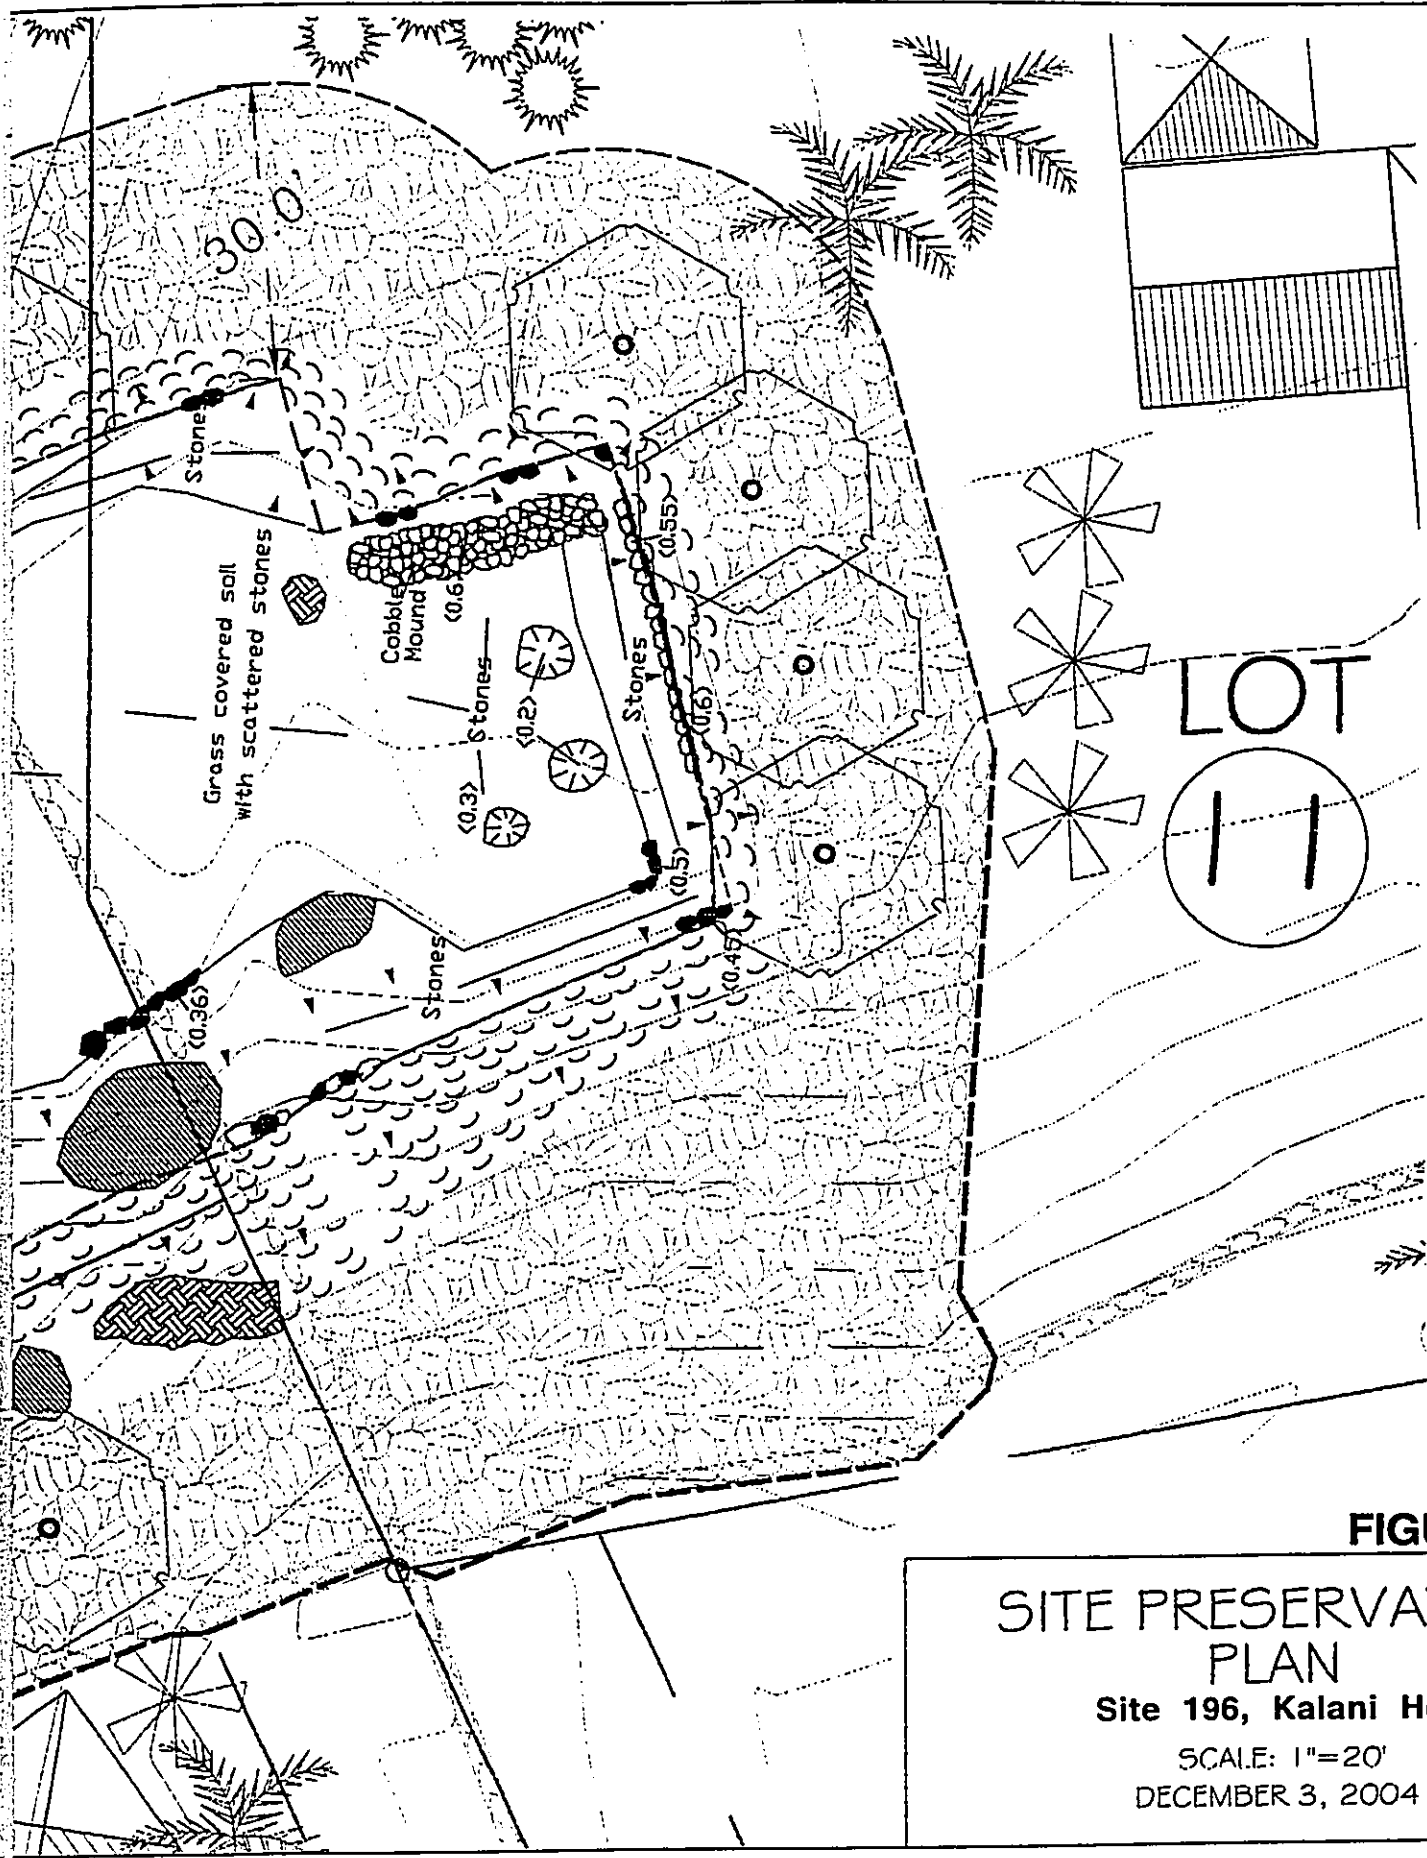 30.0'
Stones
Grass covered soil
with scattered stones
Cobble
Mound
<0.6
<0.55>
Stones
<0.2>
<0.3>
Stones
<0.6>
<0.5>
<0.45>
Stones
<0.36>
LOT
11
FIGU
SITE PRESERVA
PLAN
Site 196, Kalani H
SCALE: 1"=20'
DECEMBER 3, 2004